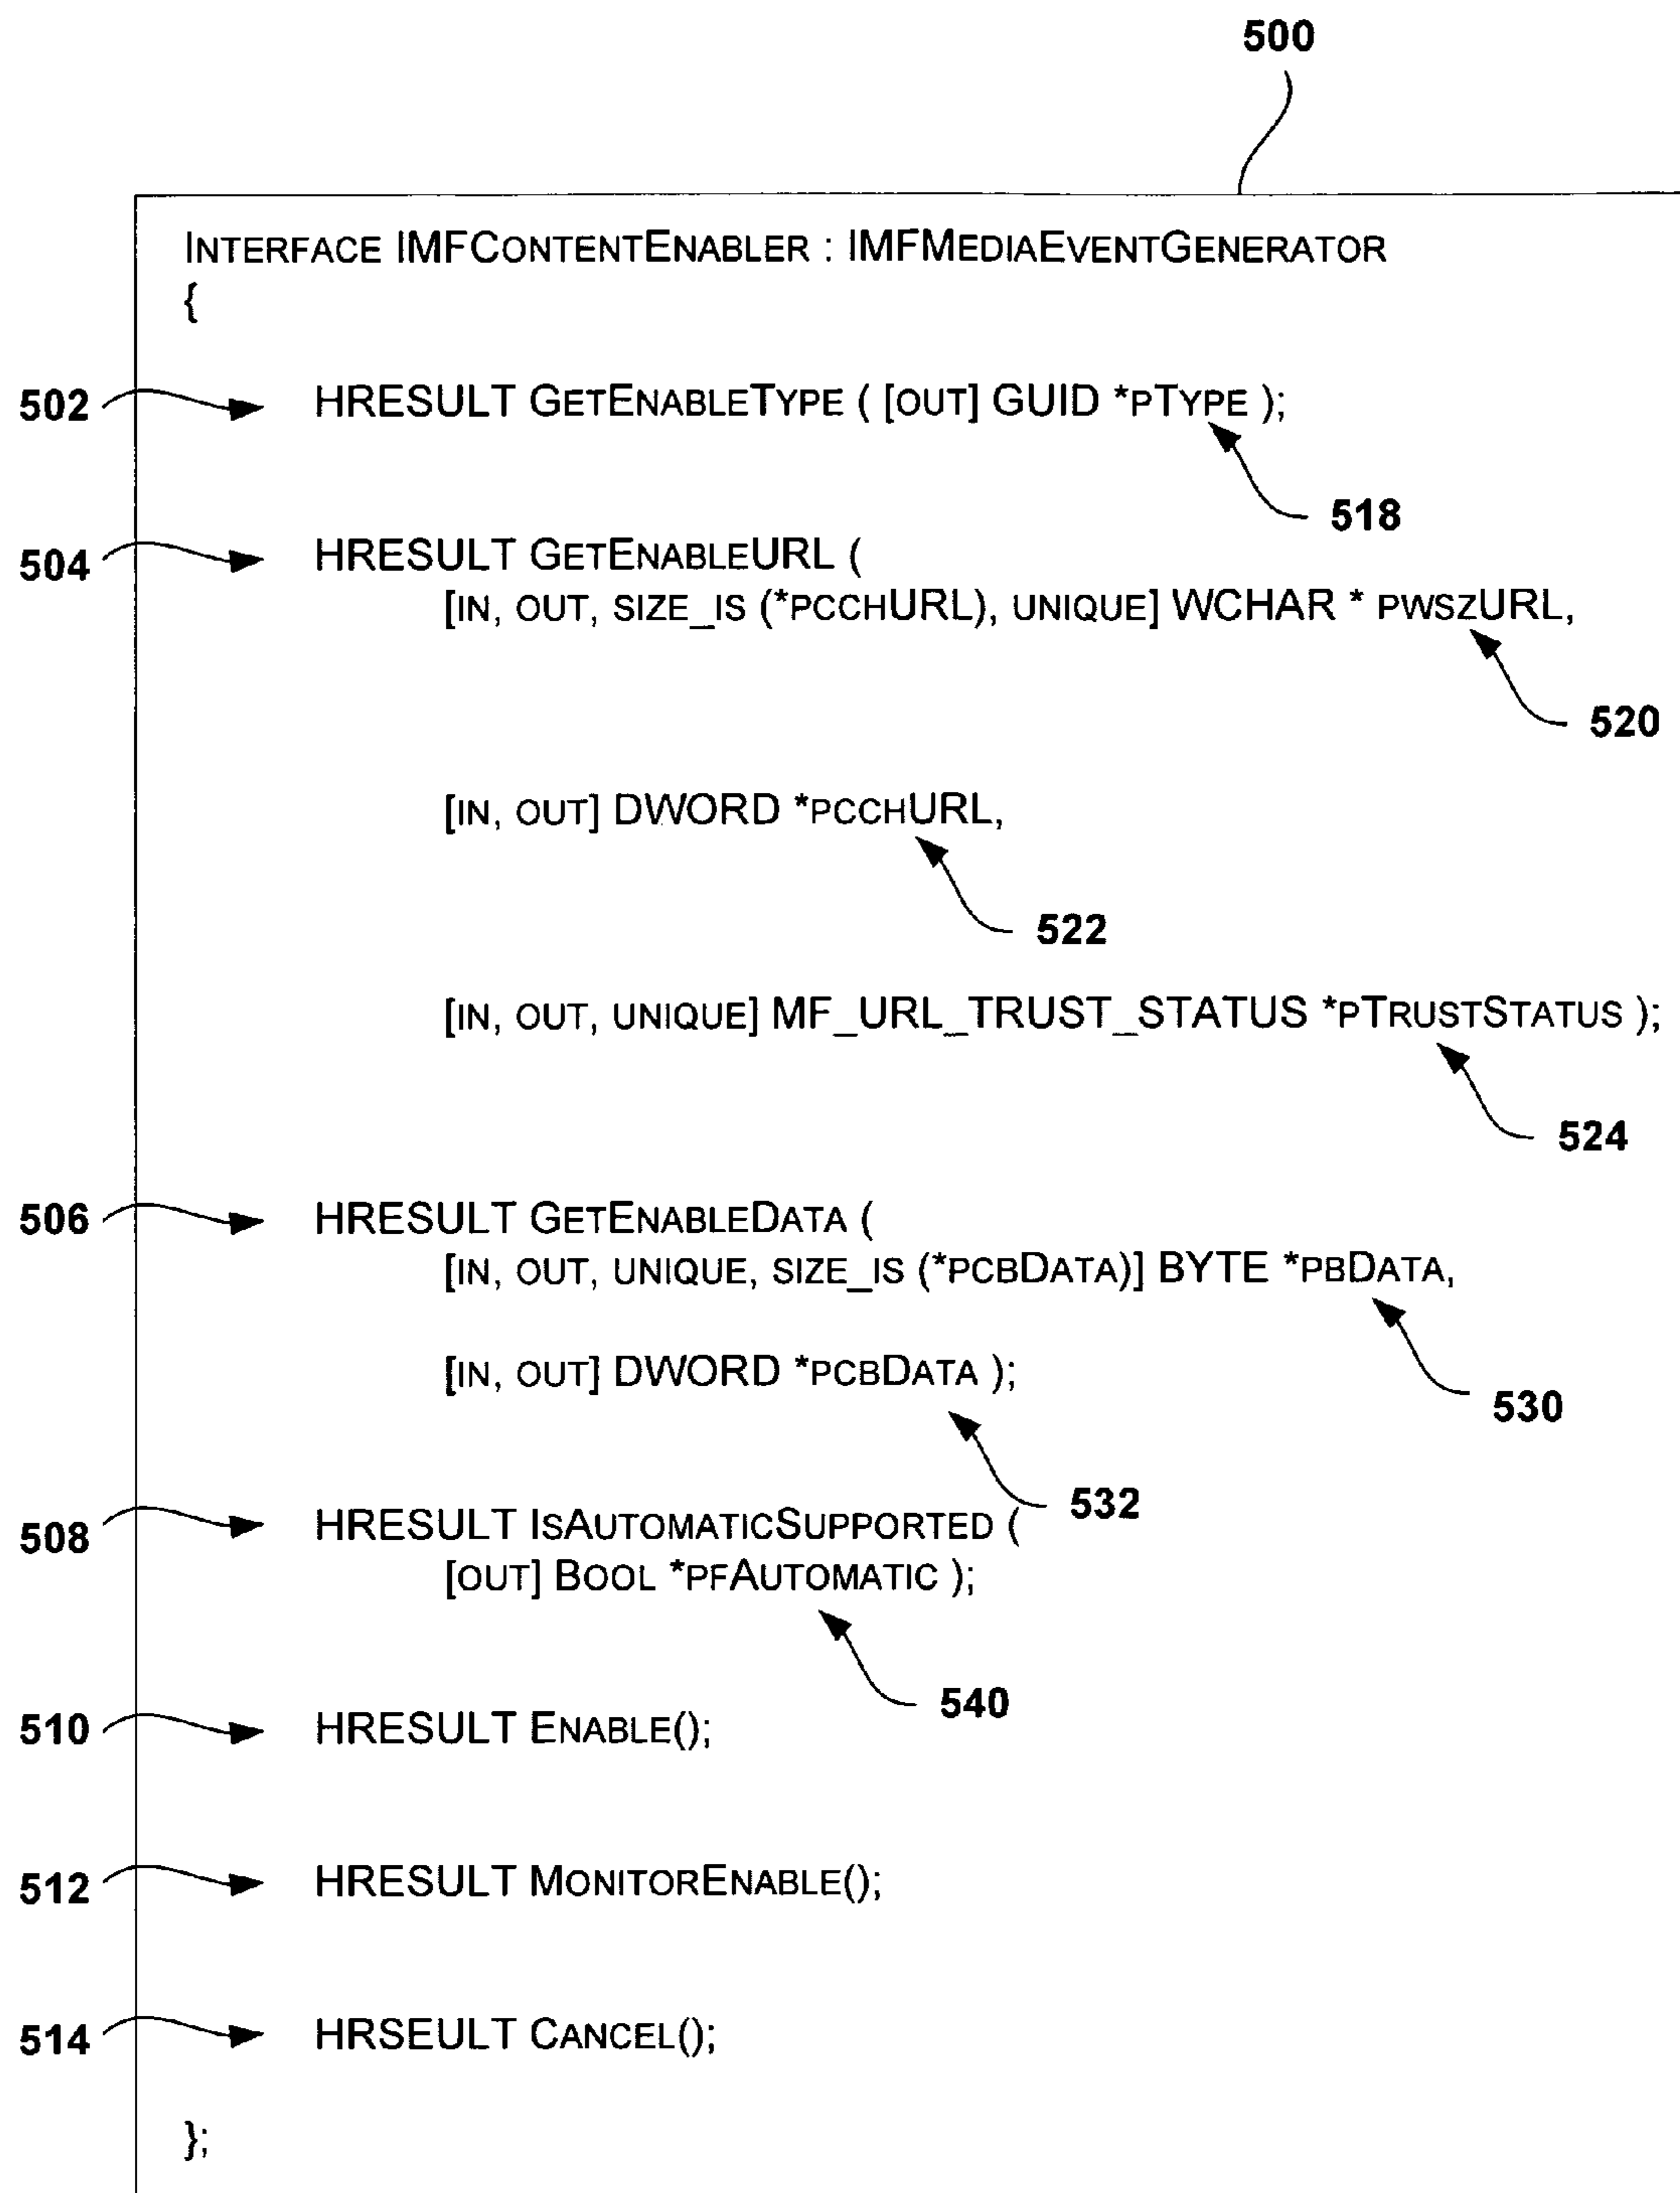 500
INTERFACE IMFCONTENTENABLER : IMFMEDIAEVENTGENERATOR
{
502 HRESULT GETENABLETYPE ( [OUT] GUID *PTYPE );
518
504 HRESULT GETENABLEURL (
[IN, OUT, SIZE_IS (*PCCHURL), UNIQUE] WCHAR * PWSZURL,
520
[IN, OUT] DWORD *PCCHURL,
522
[IN, OUT, UNIQUE] MF_URL_TRUST_STATUS *PTRUSTSTATUS );
524
506 HRESULT GETENABLEDATA (
[IN, OUT, UNIQUE, SIZE_IS (*PCBDATA)] BYTE *PBDATA,
530
[IN, OUT] DWORD *PCBDATA );
532
508 HRESULT ISAUTOMATICSUPPORTED (
[OUT] BOOL *PFAUTOMATIC );
540
510 HRESULT ENABLE();
512 HRESULT MONITORENABLE();
514 HRSEULT CANCEL();
};